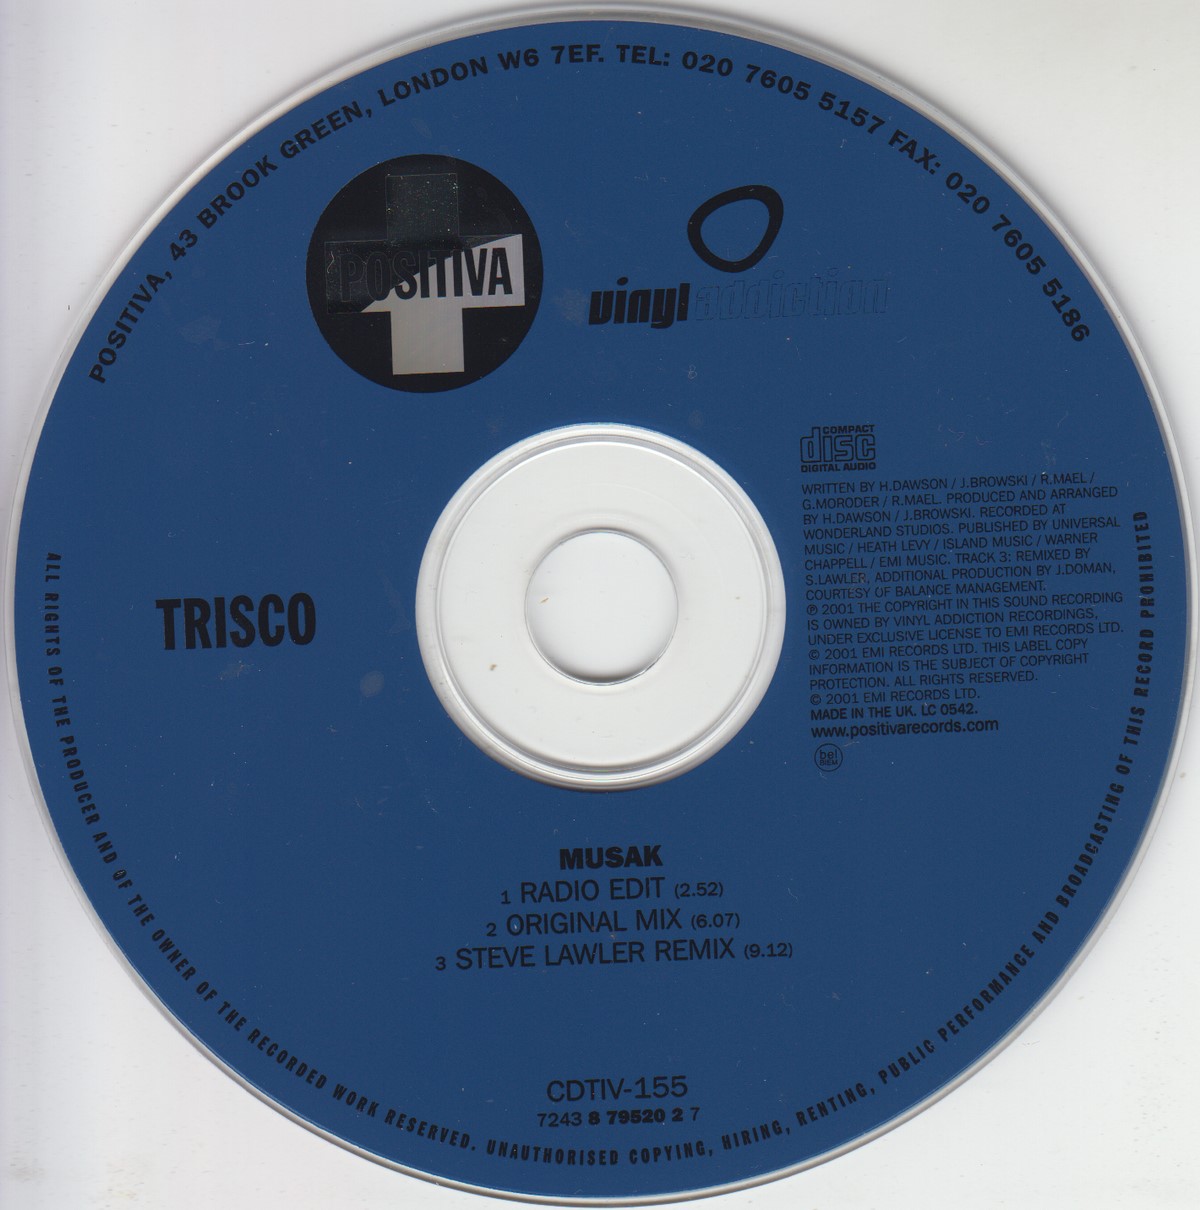 POSITIVA, 43 BROOK GREEN, LONDON W6 7EF. TEL: 020 7605 5157 FAX: 020 7605 5186
POSITIVA
vinyl addiction
COMPACT
disc
DIGITAL AUDIO
WRITTEN BY H.DAWSON / J.BROWSKI / R.MAEL /
G.MORODER / R.MAEL. PRODUCED AND ARRANGED
BY H.DAWSON / J.BROWSKI. RECORDED AT
WONDERLAND STUDIOS. PUBLISHED BY UNIVERSAL
MUSIC / HEATH LEVY / ISLAND MUSIC / WARNER
CHAPPELL / EMI MUSIC. TRACK 3: REMIXED BY
S.LAWLER, ADDITIONAL PRODUCTION BY J.DOMAN,
COURTESY OF BALANCE MANAGEMENT.
℗ 2001 THE COPYRIGHT IN THIS SOUND RECORDING
IS OWNED BY VINYL ADDICTION RECORDINGS,
UNDER EXCLUSIVE LICENSE TO EMI RECORDS LTD.
© 2001 EMI RECORDS LTD. THIS LABEL COPY
INFORMATION IS THE SUBJECT OF COPYRIGHT
PROTECTION. ALL RIGHTS RESERVED.
© 2001 EMI RECORDS LTD.
MADE IN THE UK. LC 0542.
www.positivarecords.com
bel
BIEM
TRISCO
MUSAK
1 RADIO EDIT (2.52)
2 ORIGINAL MIX (6.07)
3 STEVE LAWLER REMIX (9.12)
CDTIV-155
7243 8 79520 2 7
ALL RIGHTS OF THE PRODUCER AND OF THE OWNER OF THE RECORDED WORK RESERVED. UNAUTHORISED COPYING, HIRING, RENTING, PUBLIC PERFORMANCE AND BROADCASTING OF THIS RECORD PROHIBITED